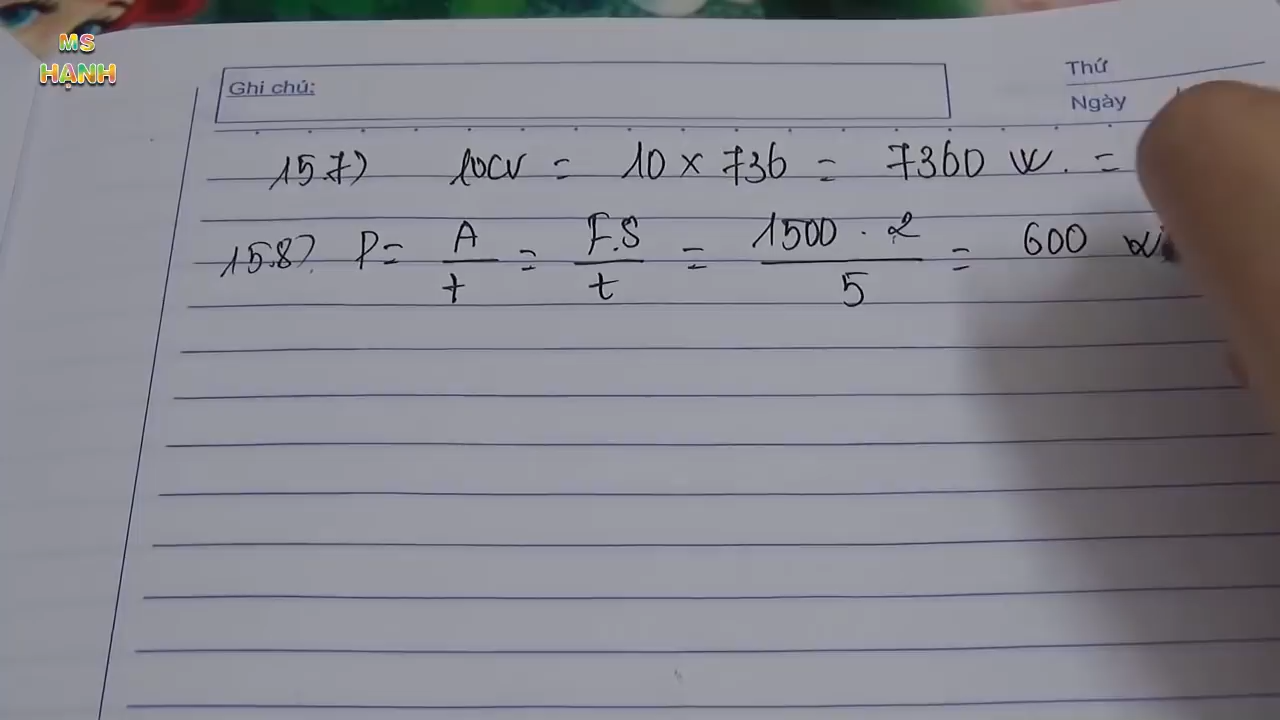 MS
HẠNH
Ghi chú:
Thứ
Ngày
15.7) 10CV = 10 x 736 = 7360 W. =
15.8). P = A/t = F.S/t = 1500 . 2/5 = 600 W